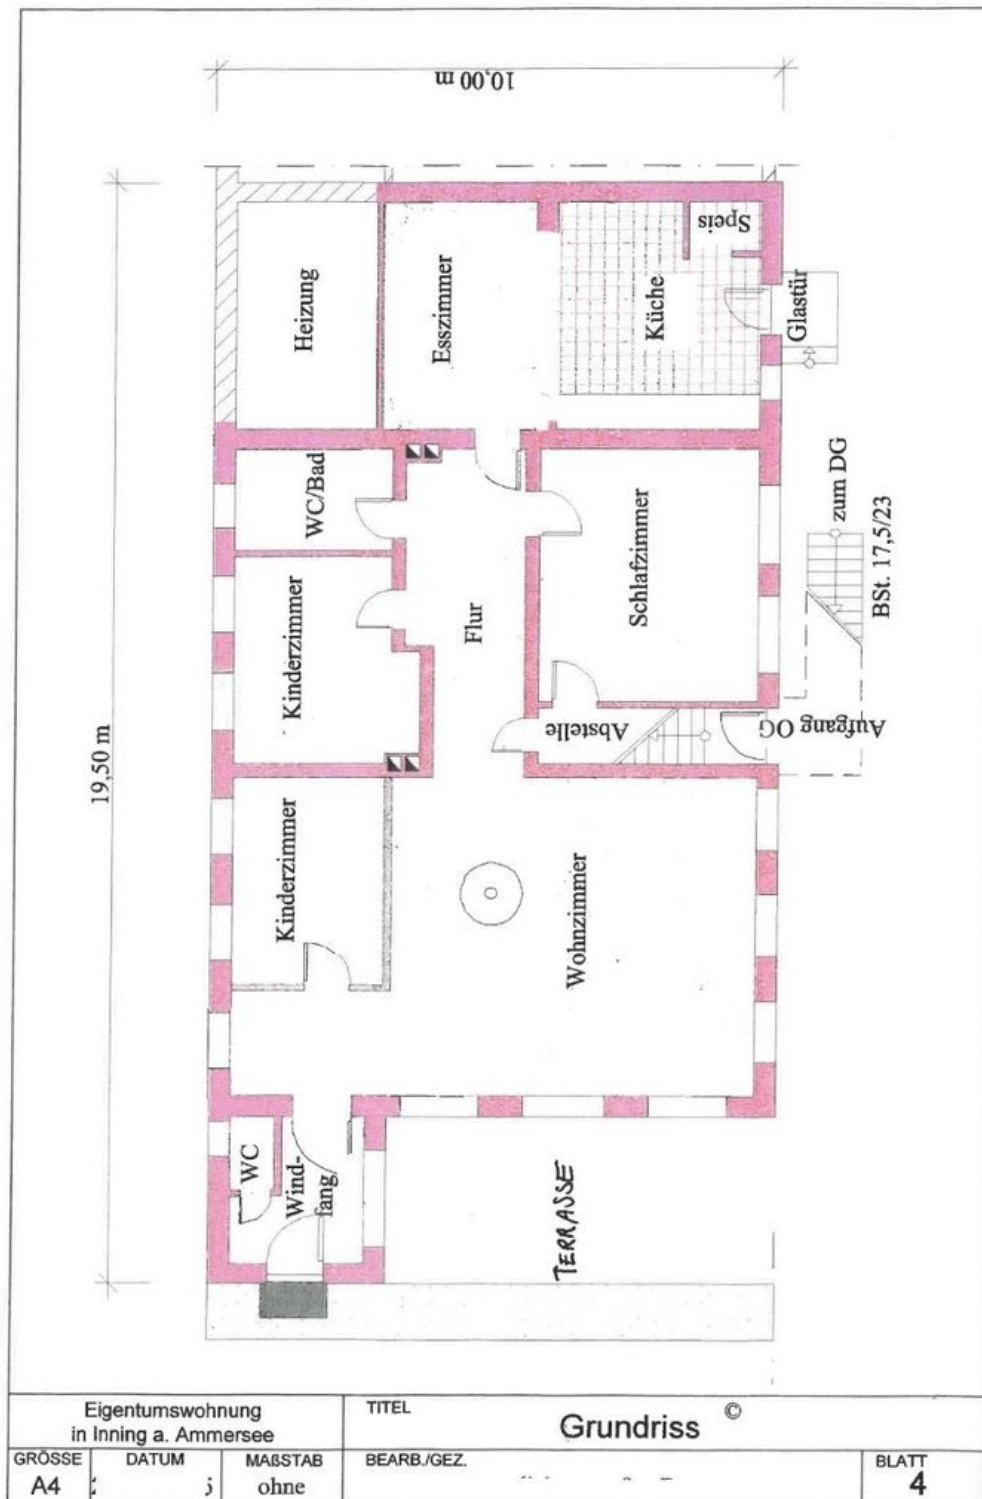 10,00 m
19,50 m
Heizung
Esszimmer
Küche
Speis
Glastür
WC/Bad
Kinderzimmer
Flur
Schlafzimmer
zum DG
BSt. 17,5/23
Abstelle
Aufgang OG
Kinderzimmer
Wohnzimmer
WC
Wind-
fang
TERRASSE
Eigentumswohnung
in Inning a. Ammersee
TITEL
Grundriss ©
GRÖSSE
A4
DATUM
MAßSTAB
ohne
BEARB./GEZ.
BLATT
4